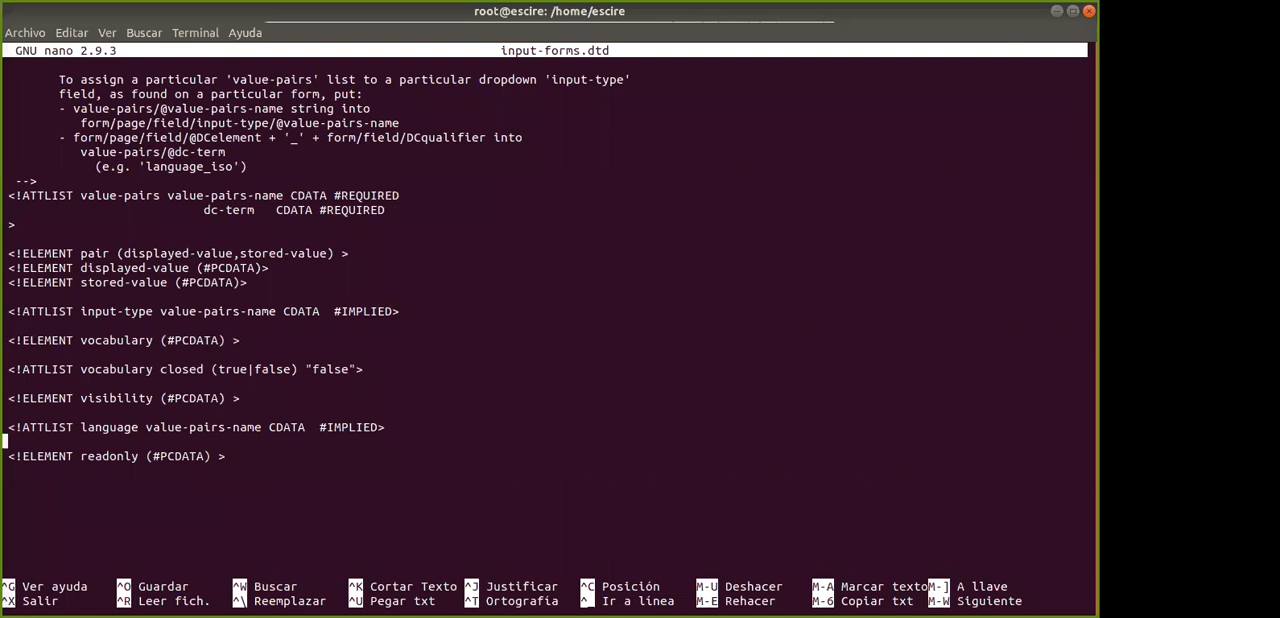 root@escire: /home/escire
Archivo Editar Ver Buscar Terminal Ayuda
GNU nano 2.9.3 input-forms.dtd
To assign a particular 'value-pairs' list to a particular dropdown 'input-type'
field, as found on a particular form, put:
- value-pairs/@value-pairs-name string into
form/page/field/input-type/@value-pairs-name
- form/page/field/@DCelement + '_' + form/field/DCqualifier into
value-pairs/@dc-term
(e.g. 'language_iso')
-->
<!ATTLIST value-pairs value-pairs-name CDATA #REQUIRED
dc-term CDATA #REQUIRED
>
<!ELEMENT pair (displayed-value,stored-value) >
<!ELEMENT displayed-value (#PCDATA)>
<!ELEMENT stored-value (#PCDATA)>
<!ATTLIST input-type value-pairs-name CDATA #IMPLIED>
<!ELEMENT vocabulary (#PCDATA) >
<!ATTLIST vocabulary closed (true|false) "false">
<!ELEMENT visibility (#PCDATA) >
<!ATTLIST language value-pairs-name CDATA #IMPLIED>
<!ELEMENT readonly (#PCDATA) >
^G Ver ayuda ^O Guardar ^W Buscar ^K Cortar Texto ^J Justificar ^C Posición M-U Deshacer M-A Marcar texto M-] A llave
^X Salir ^R Leer fich. ^\ Reemplazar ^U Pegar txt ^T Ortografía ^_ Ir a línea M-E Rehacer M-6 Copiar txt M-W Siguiente